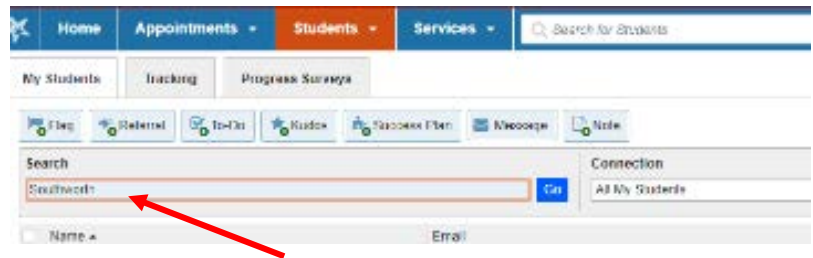 Home Appointments Students Services Search for Students
My Students Tracking Progress Surveys
Flag Referral To-Do Kudos Success Plan Message Note
Search Connection
Southworth Go All My Students
Name Email